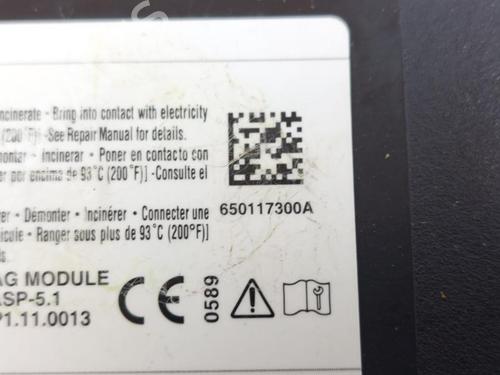 ncinerate • Bring into contact with electricity
(200°F) -See Repair Manual for details.
montar • Incinerar • Poner en contacto con
er por encima de 93°C (200°F)] -Consulte el
650117300A
rer • Démonter • Incinérer • Connecter une
icule • Ranger sous plus de 93°C (200°F)]
ls.
AG MODULE
ASP-5.1
P1.11.0013
CE
0589